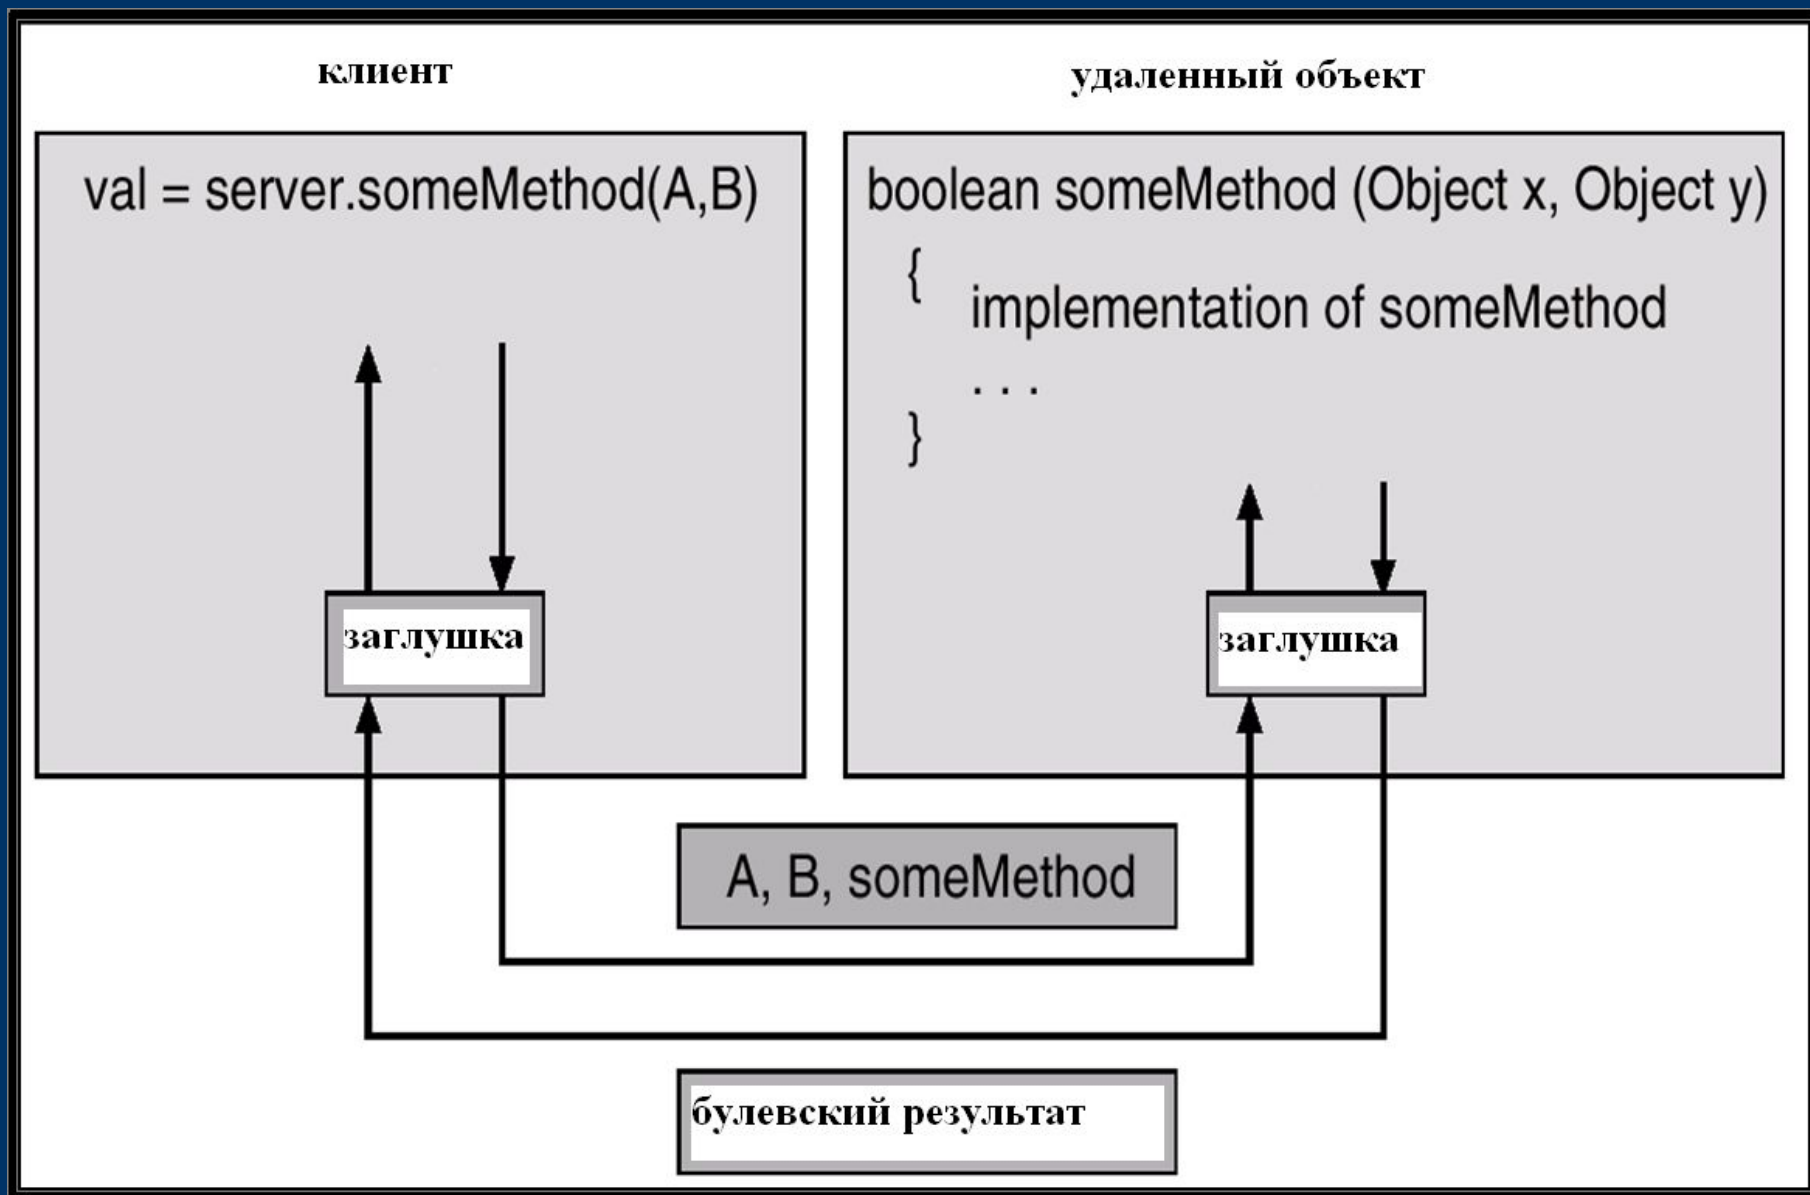 клиент
удаленный объект
val = server.someMethod(A,B)
boolean someMethod (Object x, Object y)
{
implementation of someMethod
. . .
}
заглушка
заглушка
A, B, someMethod
булевский результат